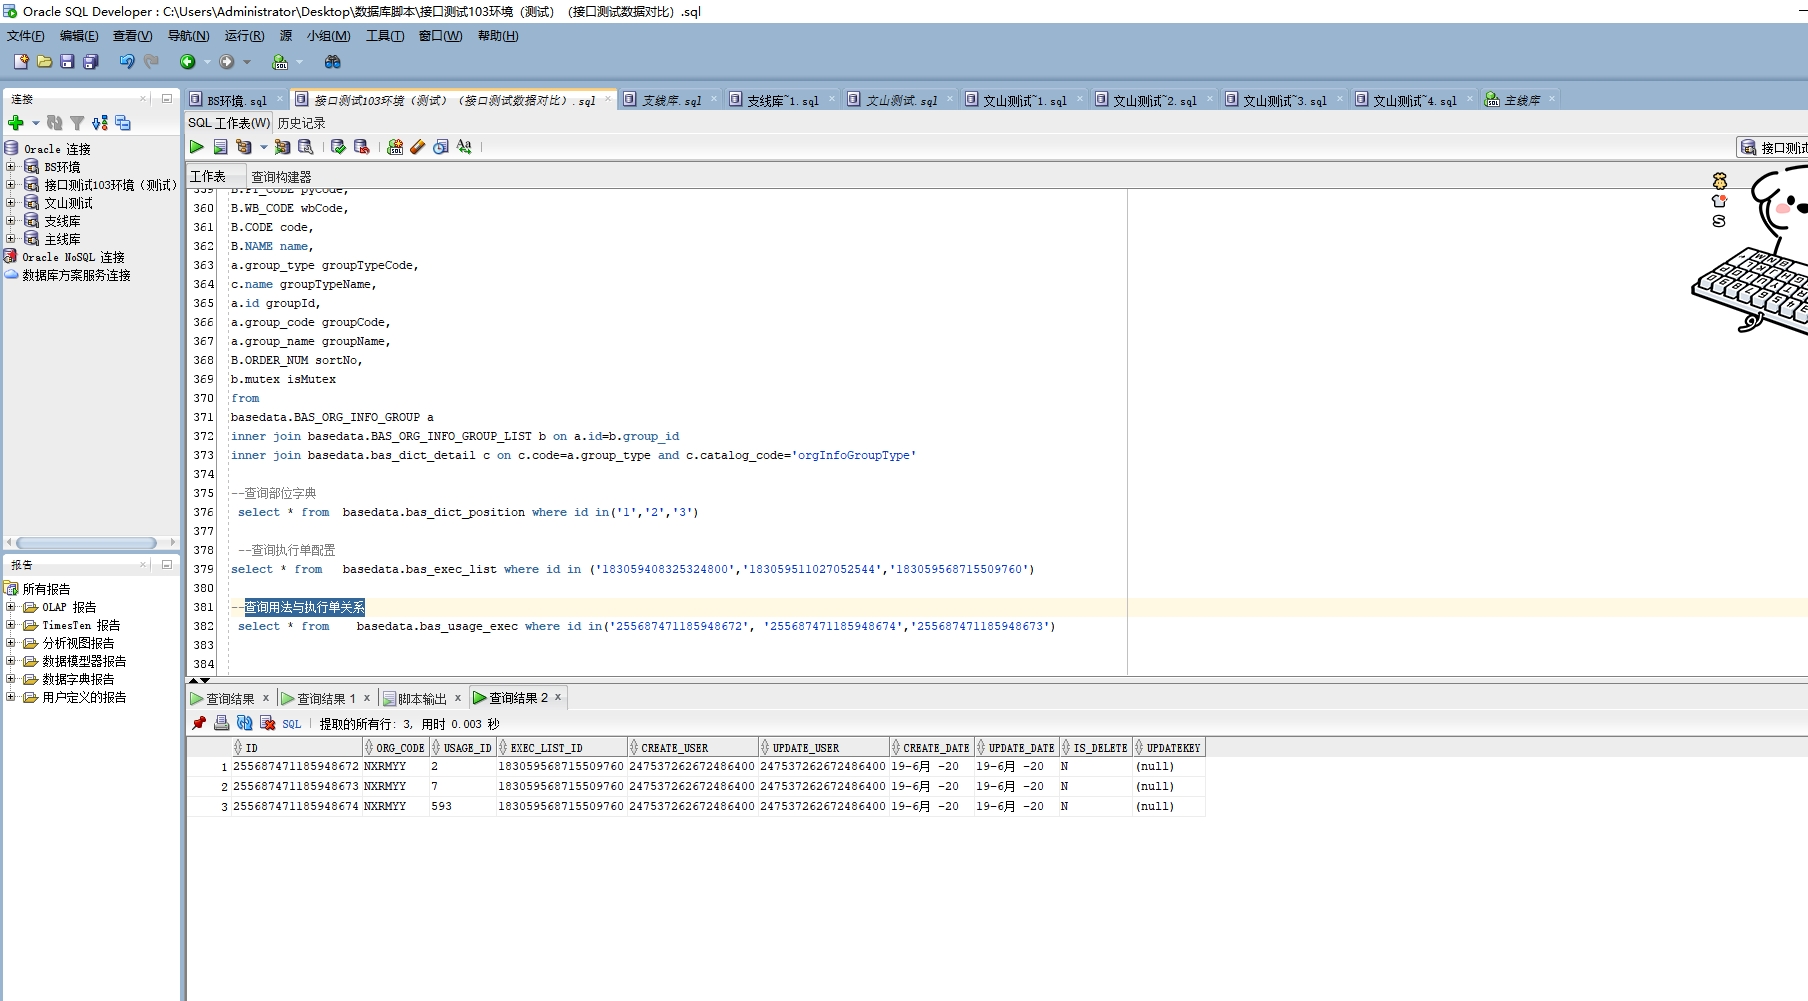 Oracle SQL Developer : C:\Users\Administrator\Desktop\数据库脚本\接口测试103环境（测试）（接口测试数据对比）.sql
文件(F) 编辑(E) 查看(V) 导航(N) 运行(R) 源 小组(M) 工具(T) 窗口(W) 帮助(H)
连接
BS环境.sql 接口测试103环境（测试）（接口测试数据对比）.sql 支线库.sql 支线库~1.sql 文山测试.sql 文山测试~1.sql 文山测试~2.sql 文山测试~3.sql 文山测试~4.sql 主线库
SQL 工作表(W) 历史记录
接口测试
工作表 查询构建器
Oracle 连接
BS环境
接口测试103环境（测试）
文山测试
支线库
主线库
Oracle NoSQL 连接
数据库方案服务连接
359 B.PY_CODE pyCode,
360 B.WB_CODE wbCode,
361 B.CODE code,
362 B.NAME name,
363 a.group_type groupTypeCode,
364 c.name groupTypeName,
365 a.id groupId,
366 a.group_code groupCode,
367 a.group_name groupName,
368 B.ORDER_NUM sortNo,
369 b.mutex isMutex
370 from
371 basedata.BAS_ORG_INFO_GROUP a
372 inner join basedata.BAS_ORG_INFO_GROUP_LIST b on a.id=b.group_id
373 inner join basedata.bas_dict_detail c on c.code=a.group_type and c.catalog_code='orgInfoGroupType'
374
375 --查询部位字典
376 select * from  basedata.bas_dict_position where id in('1','2','3')
377
378 --查询执行单配置
379 select * from   basedata.bas_exec_list where id in ('183059408325324800','183059511027052544','183059568715509760')
380
381 --查询用法与执行单关系
382 select * from    basedata.bas_usage_exec where id in('255687471185948672', '255687471185948674','255687471185948673')
383
384
报告
所有报告
OLAP 报告
TimesTen 报告
分析视图报告
数据模型器报告
数据字典报告
用户定义的报告
查询结果 x 查询结果 1 x 脚本输出 x 查询结果 2 x
SQL 提取的所有行: 3, 用时 0.003 秒
ID ORG_CODE USAGE_ID EXEC_LIST_ID CREATE_USER UPDATE_USER CREATE_DATE UPDATE_DATE IS_DELETE UPDATEKEY
1 255687471185948672 NXRMYY 2 183059568715509760 247537262672486400 247537262672486400 19-6月 -20 19-6月 -20 N (null)
2 255687471185948673 NXRMYY 7 183059568715509760 247537262672486400 247537262672486400 19-6月 -20 19-6月 -20 N (null)
3 255687471185948674 NXRMYY 593 183059568715509760 247537262672486400 247537262672486400 19-6月 -20 19-6月 -20 N (null)